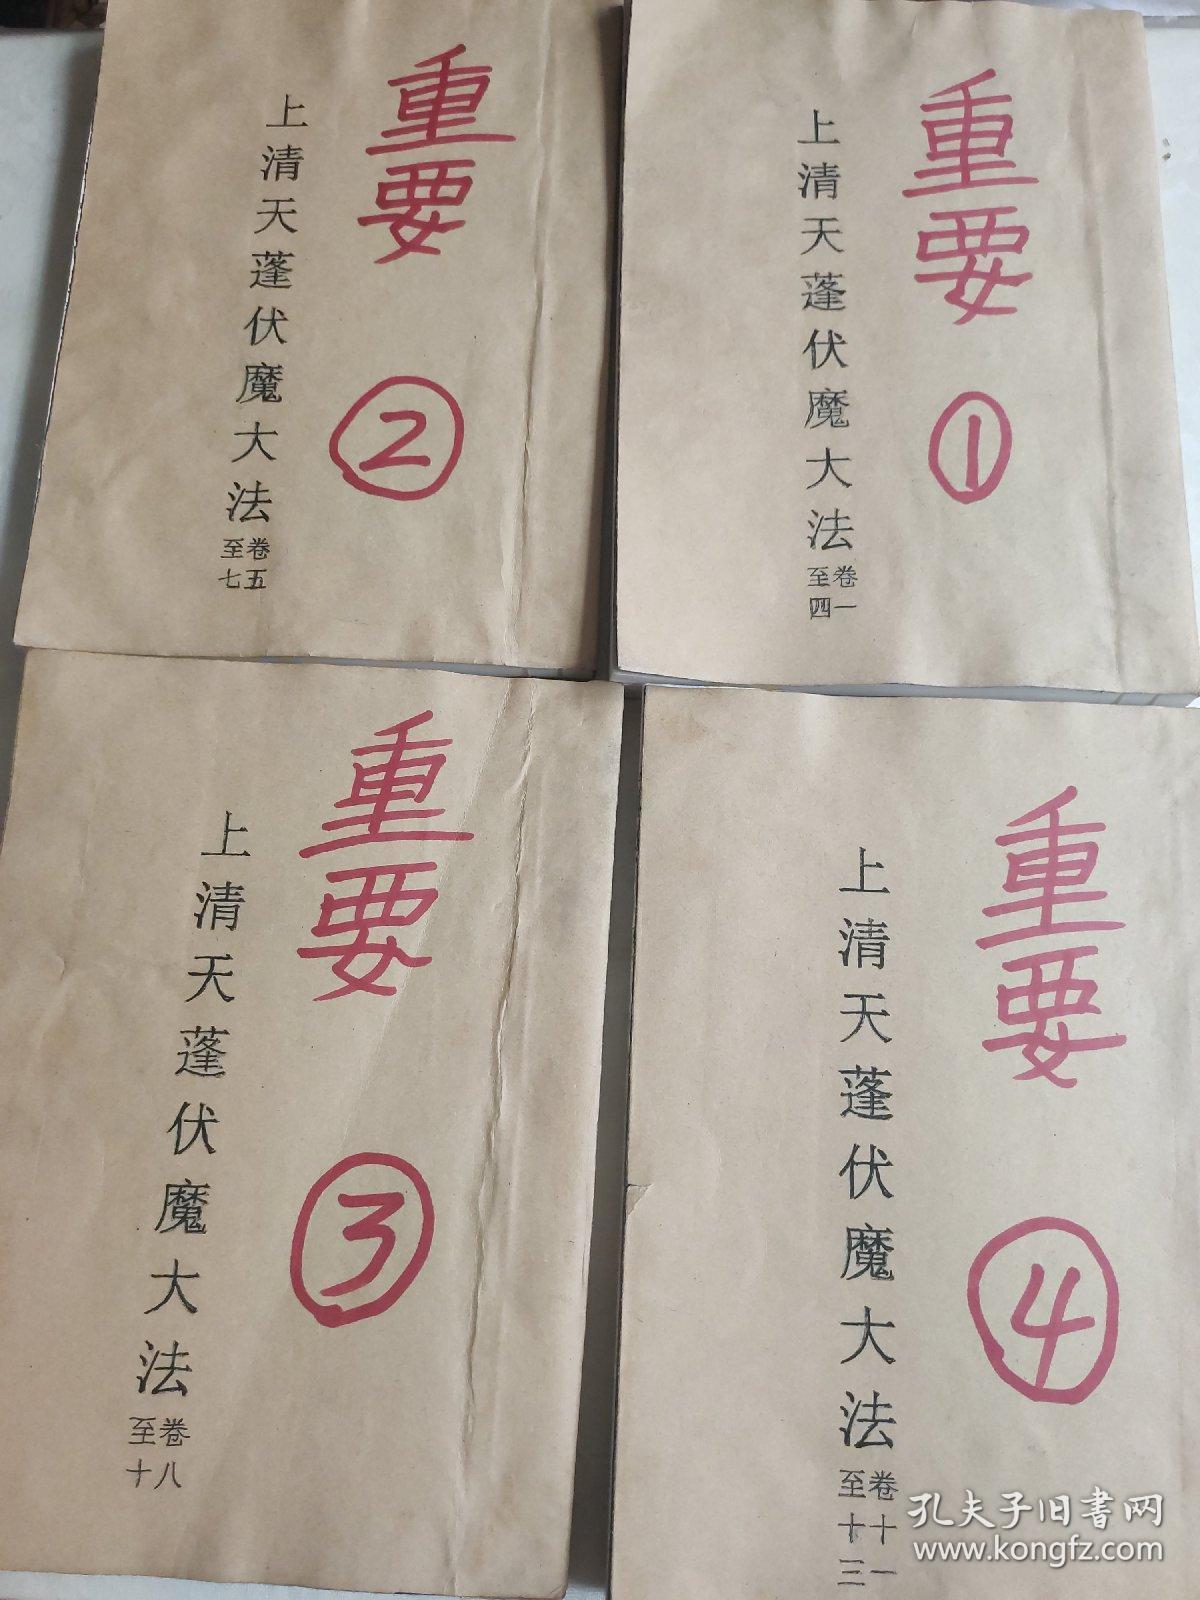 重要
上清天蓬伏魔大法
卷五
至七
2
重要
上清天蓬伏魔大法
卷一
至四
1
重要
上清天蓬伏魔大法
卷八
至十
3
重要
上清天蓬伏魔大法
卷十一
至十三
4
孔夫子旧书网
www.kongfz.com